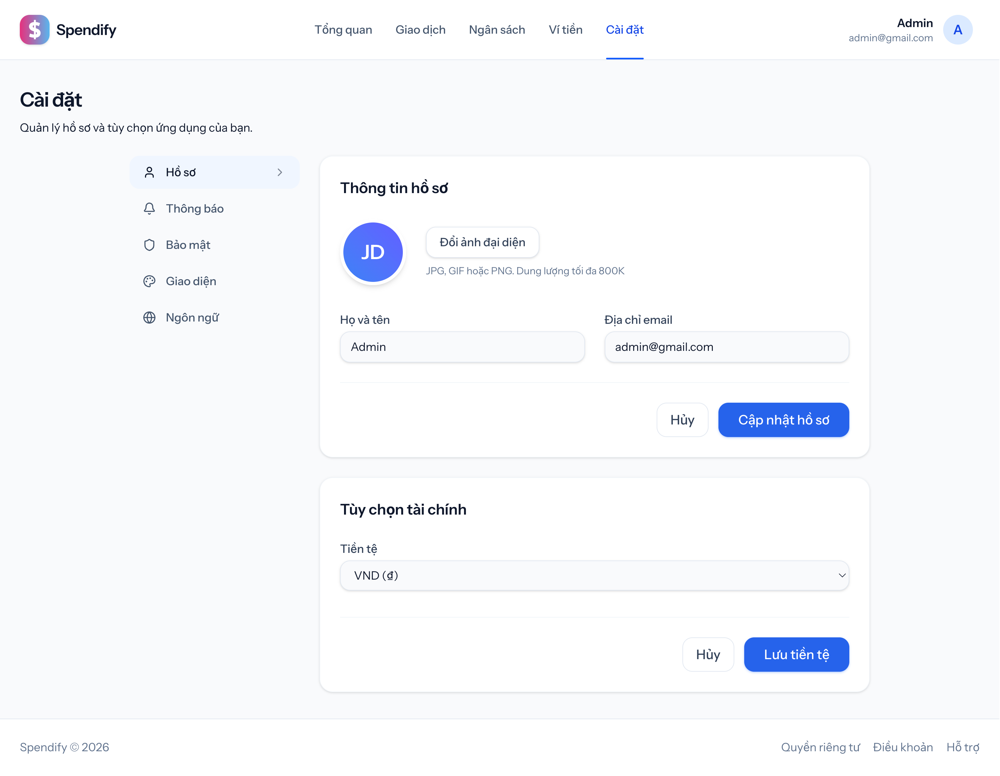 $ Spendify
Tổng quan
Giao dịch
Ngân sách
Ví tiền
Cài đặt
Admin
admin@gmail.com
A
Cài đặt
Quản lý hồ sơ và tùy chọn ứng dụng của bạn.
Hồ sơ
Thông báo
Bảo mật
Giao diện
Ngôn ngữ
Thông tin hồ sơ
JD
Đổi ảnh đại diện
JPG, GIF hoặc PNG. Dung lượng tối đa 800K
Họ và tên
Admin
Địa chỉ email
admin@gmail.com
Hủy
Cập nhật hồ sơ
Tùy chọn tài chính
Tiền tệ
VND (₫)
Hủy
Lưu tiền tệ
Spendify © 2026
Quyền riêng tư
Điều khoản
Hỗ trợ